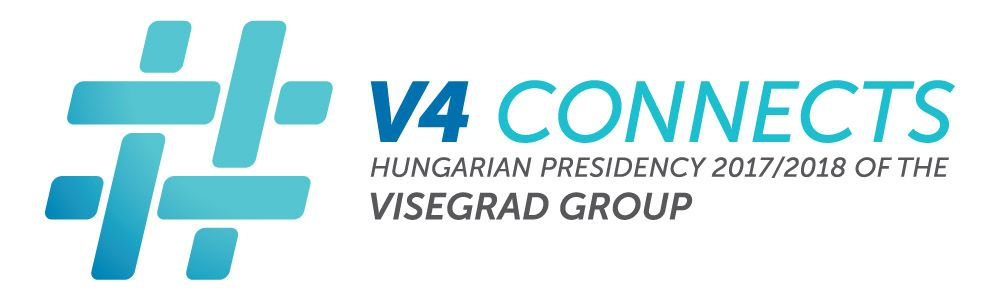 V4 CONNECTS
HUNGARIAN PRESIDENCY 2017/2018 OF THE
VISEGRAD GROUP